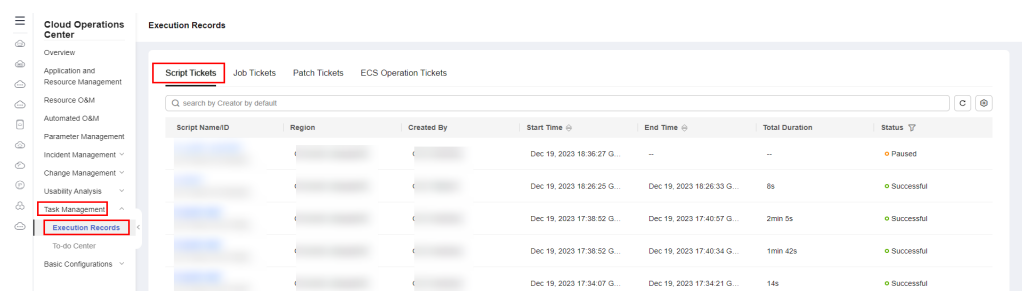 Cloud Operations
Center
Execution Records
Overview
Application and
Resource Management
Resource O&M
Automated O&M
Parameter Management
Incident Management
Change Management
Usability Analysis
Task Management
Execution Records
To-do Center
Basic Configurations
Script Tickets Job Tickets Patch Tickets ECS Operation Tickets
search by Creator by default
Script Name/ID Region Created By Start Time End Time Total Duration Status
Dec 19, 2023 18:36:27 G... -- -- Paused
Dec 19, 2023 18:26:25 G... Dec 19, 2023 18:26:33 G... 8s Successful
Dec 19, 2023 17:38:52 G... Dec 19, 2023 17:40:57 G... 2min 5s Successful
Dec 19, 2023 17:38:52 G... Dec 19, 2023 17:40:34 G... 1min 42s Successful
Dec 19, 2023 17:34:07 G... Dec 19, 2023 17:34:21 G... 14s Successful